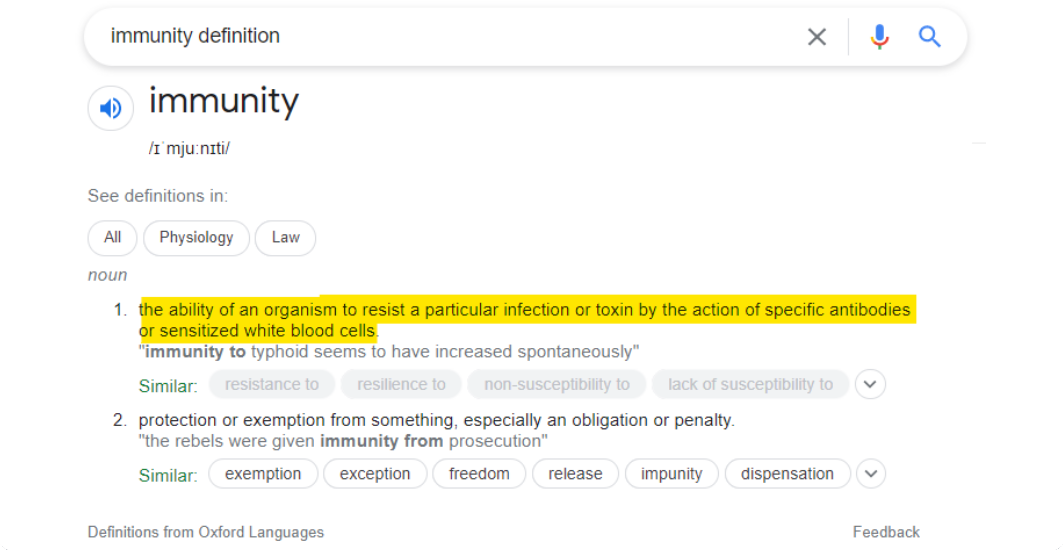 immunity definition
immunity
/ɪˈmjuːnɪti/
See definitions in:
All Physiology Law
noun
1. the ability of an organism to resist a particular infection or toxin by the action of specific antibodies
or sensitized white blood cells.
"immunity to typhoid seems to have increased spontaneously"
Similar: resistance to resilience to non-susceptibility to lack of susceptibility to
2. protection or exemption from something, especially an obligation or penalty.
"the rebels were given immunity from prosecution"
Similar: exemption exception freedom release impunity dispensation
Definitions from Oxford Languages Feedback